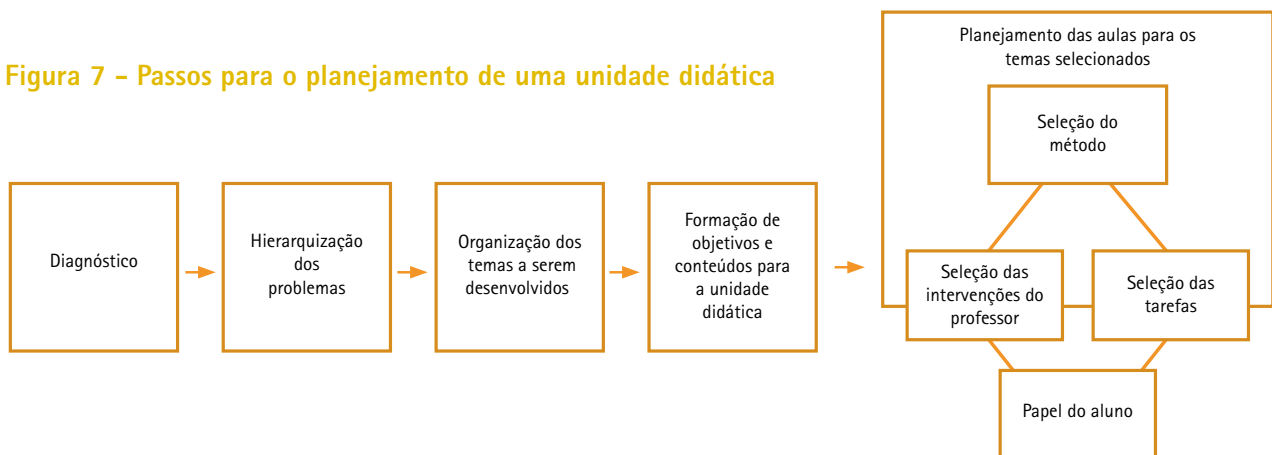 Figura 7 - Passos para o planejamento de uma unidade didática
Diagnóstico
Hierarquização
dos
problemas
Organização dos
temas a serem
desenvolvidos
Formação de
objetivos e
conteúdos para
a unidade
didática
Planejamento das aulas para os
temas selecionados
Seleção do
método
Seleção das
intervenções do
professor
Seleção das
tarefas
Papel do aluno